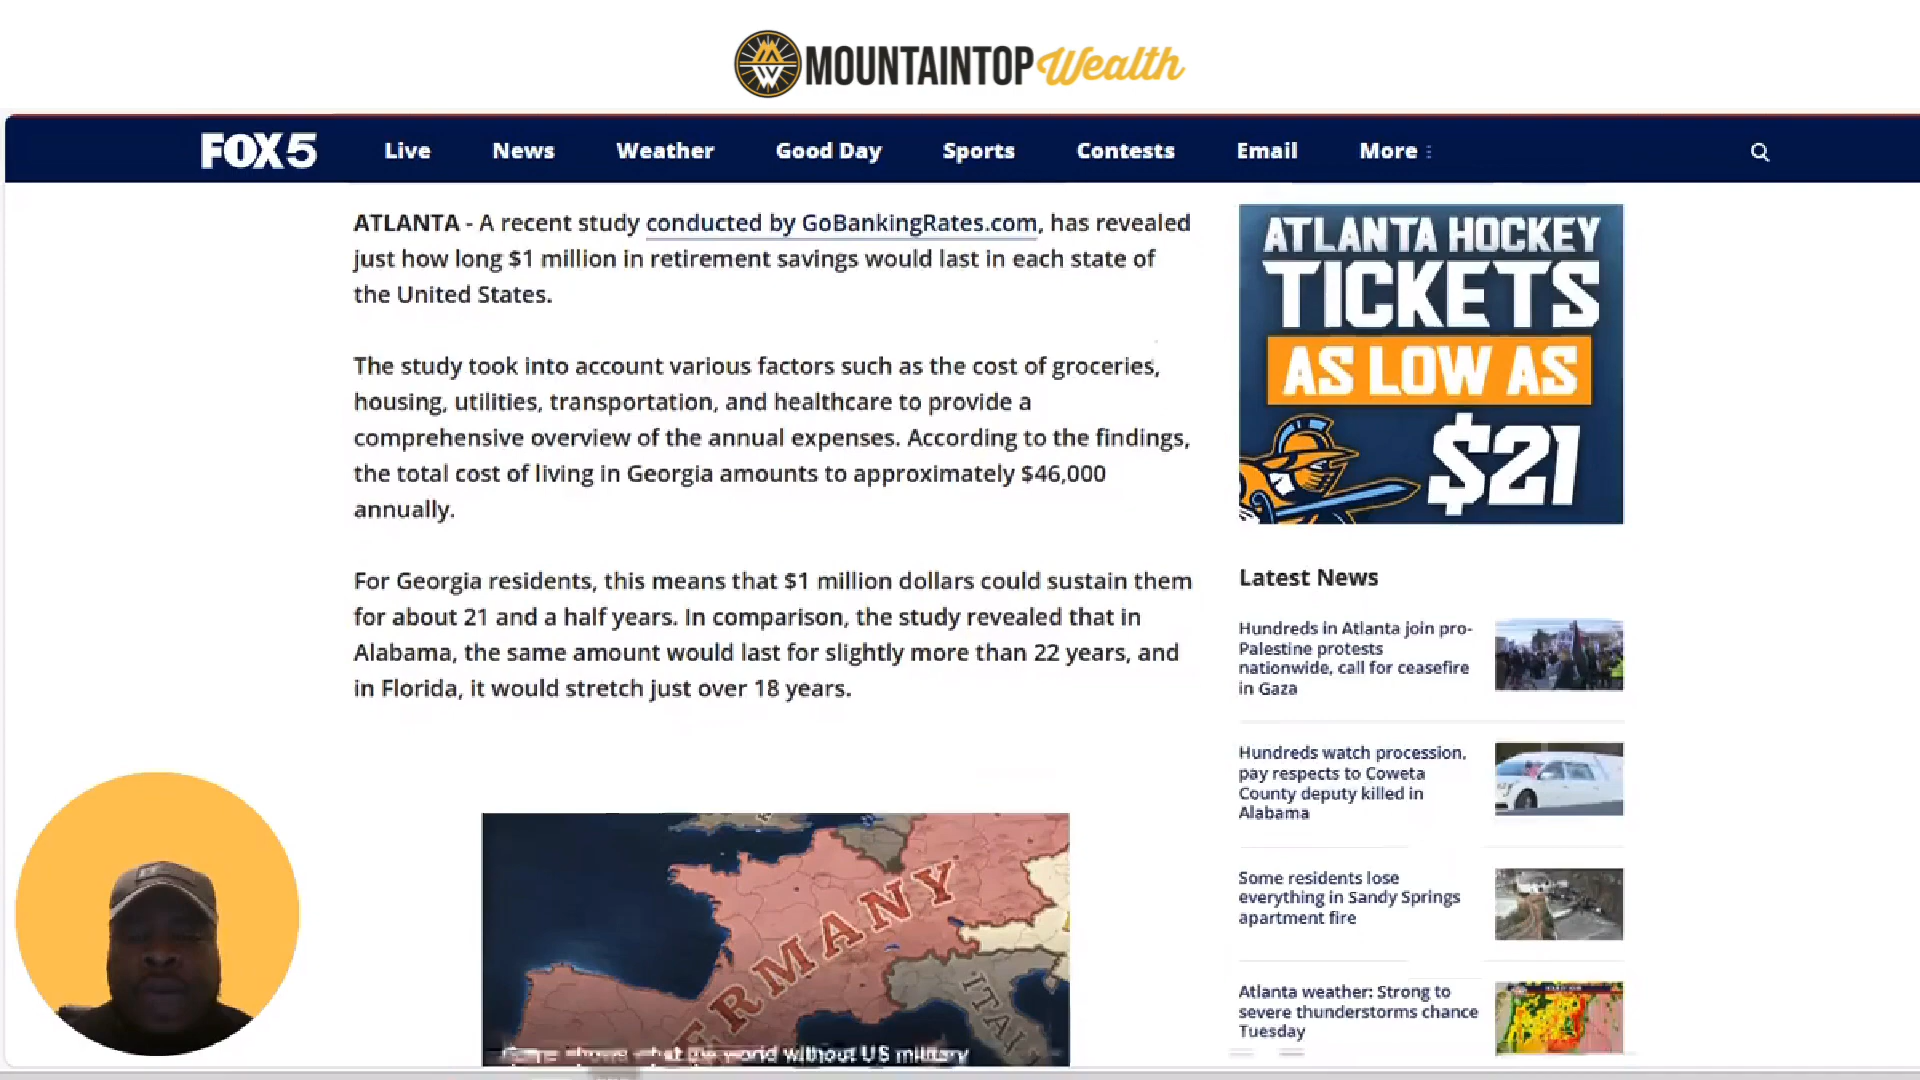 MOUNTAINTOP Wealth
FOX 5
Live
News
Weather
Good Day
Sports
Contests
Email
More
ATLANTA - A recent study conducted by GoBankingRates.com, has revealed
just how long $1 million in retirement savings would last in each state of
the United States.
The study took into account various factors such as the cost of groceries,
housing, utilities, transportation, and healthcare to provide a
comprehensive overview of the annual expenses. According to the findings,
the total cost of living in Georgia amounts to approximately $46,000
annually.
For Georgia residents, this means that $1 million dollars could sustain them
for about 21 and a half years. In comparison, the study revealed that in
Alabama, the same amount would last for slightly more than 22 years, and
in Florida, it would stretch just over 18 years.
GERMANY
ITAL
world without US military
ATLANTA HOCKEY
TICKETS
AS LOW AS
$21
Latest News
Hundreds in Atlanta join pro-
Palestine protests
nationwide, call for ceasefire
in Gaza
Hundreds watch procession,
pay respects to Coweta
County deputy killed in
Alabama
Some residents lose
everything in Sandy Springs
apartment fire
Atlanta weather: Strong to
severe thunderstorms chance
Tuesday